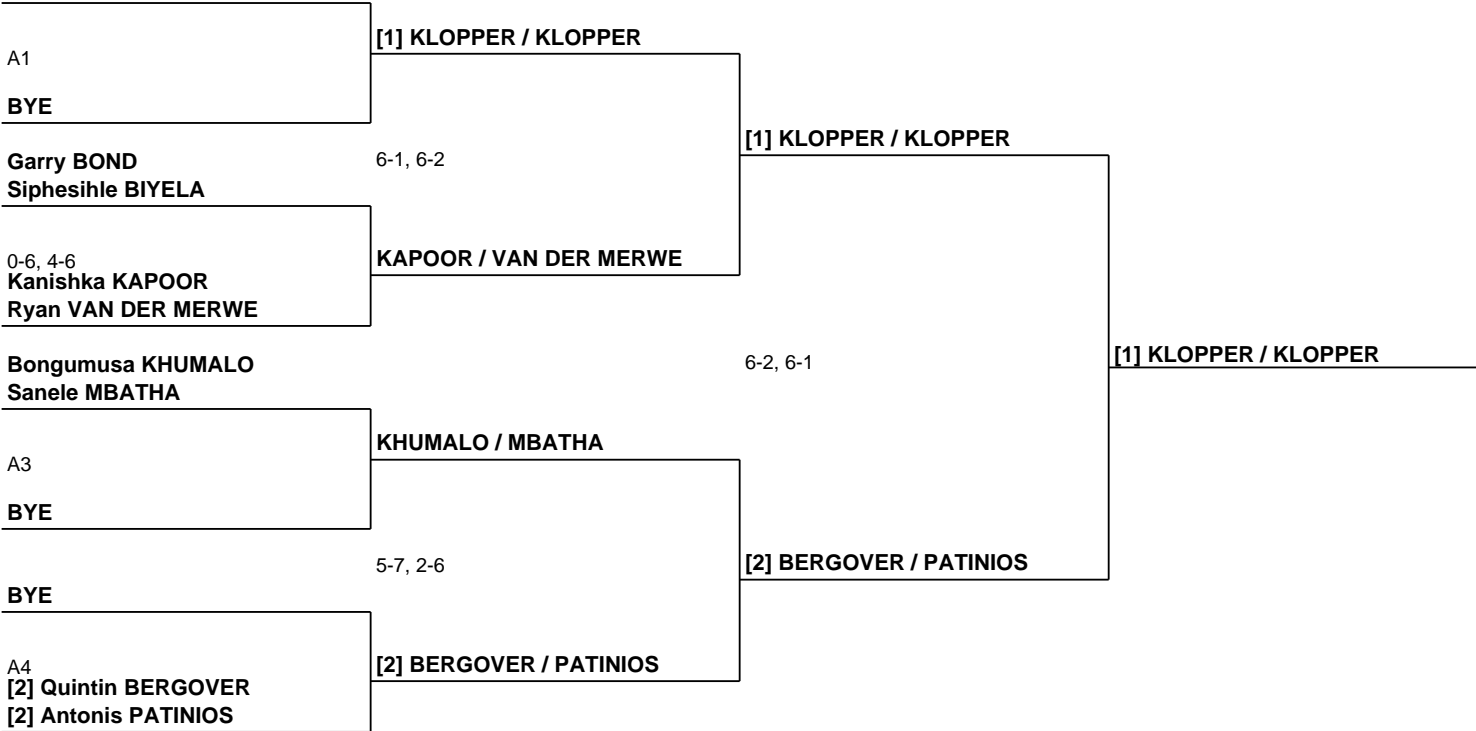 [1] KLOPPER / KLOPPER
A1
BYE
[1] KLOPPER / KLOPPER
Garry BOND
6-1, 6-2
Siphesihle BIYELA
0-6, 4-6
KAPOOR / VAN DER MERWE
Kanishka KAPOOR
Ryan VAN DER MERWE
Bongumusa KHUMALO
6-2, 6-1
[1] KLOPPER / KLOPPER
Sanele MBATHA
KHUMALO / MBATHA
A3
BYE
5-7, 2-6
[2] BERGOVER / PATINIOS
BYE
A4
[2] BERGOVER / PATINIOS
[2] Quintin BERGOVER
[2] Antonis PATINIOS